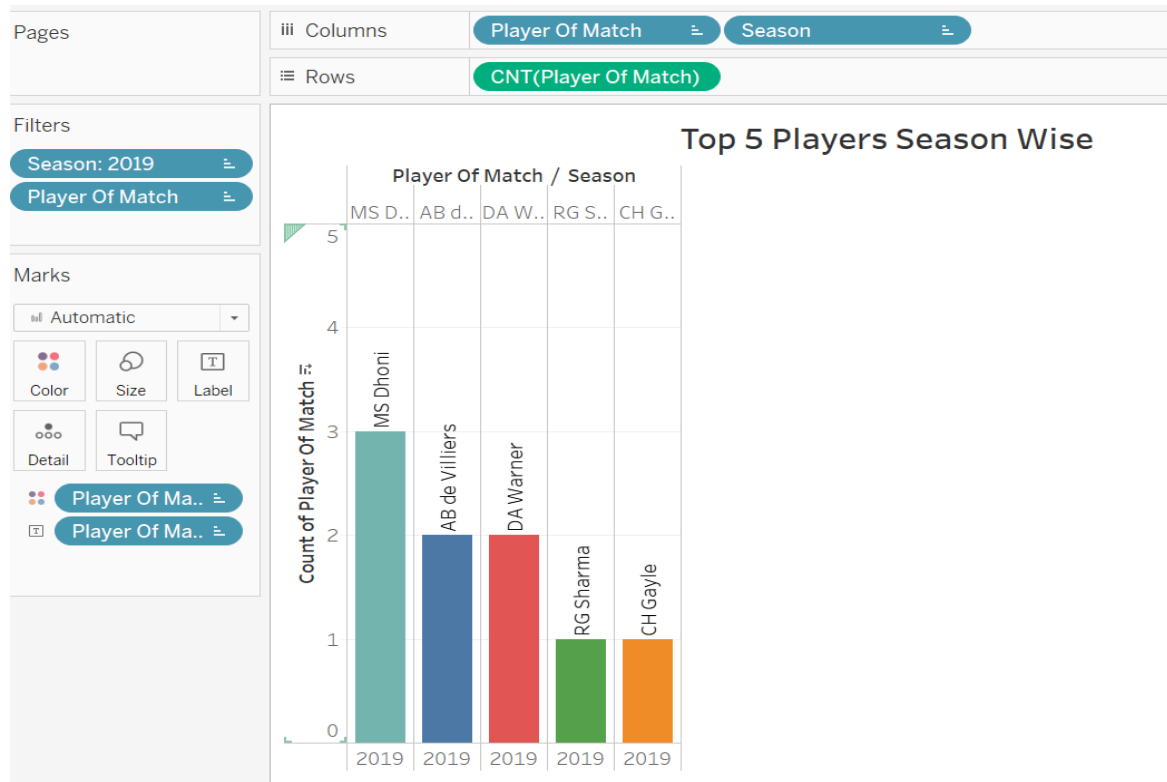 Pages
iii Columns
Player Of Match
Season
Rows
CNT(Player Of Match)
Filters
Season: 2019
Player Of Match
Marks
Automatic
Color
Size
T
Label
Detail
Tooltip
Player Of Ma..
T
Player Of Ma..
Top 5 Players Season Wise
Player Of Match / Season
MS D.. AB d.. DA W.. RG S.. CH G..
Count of Player Of Match
5
4
3
2
1
0
MS Dhoni
AB de Villiers
DA Warner
RG Sharma
CH Gayle
2019 2019 2019 2019 2019